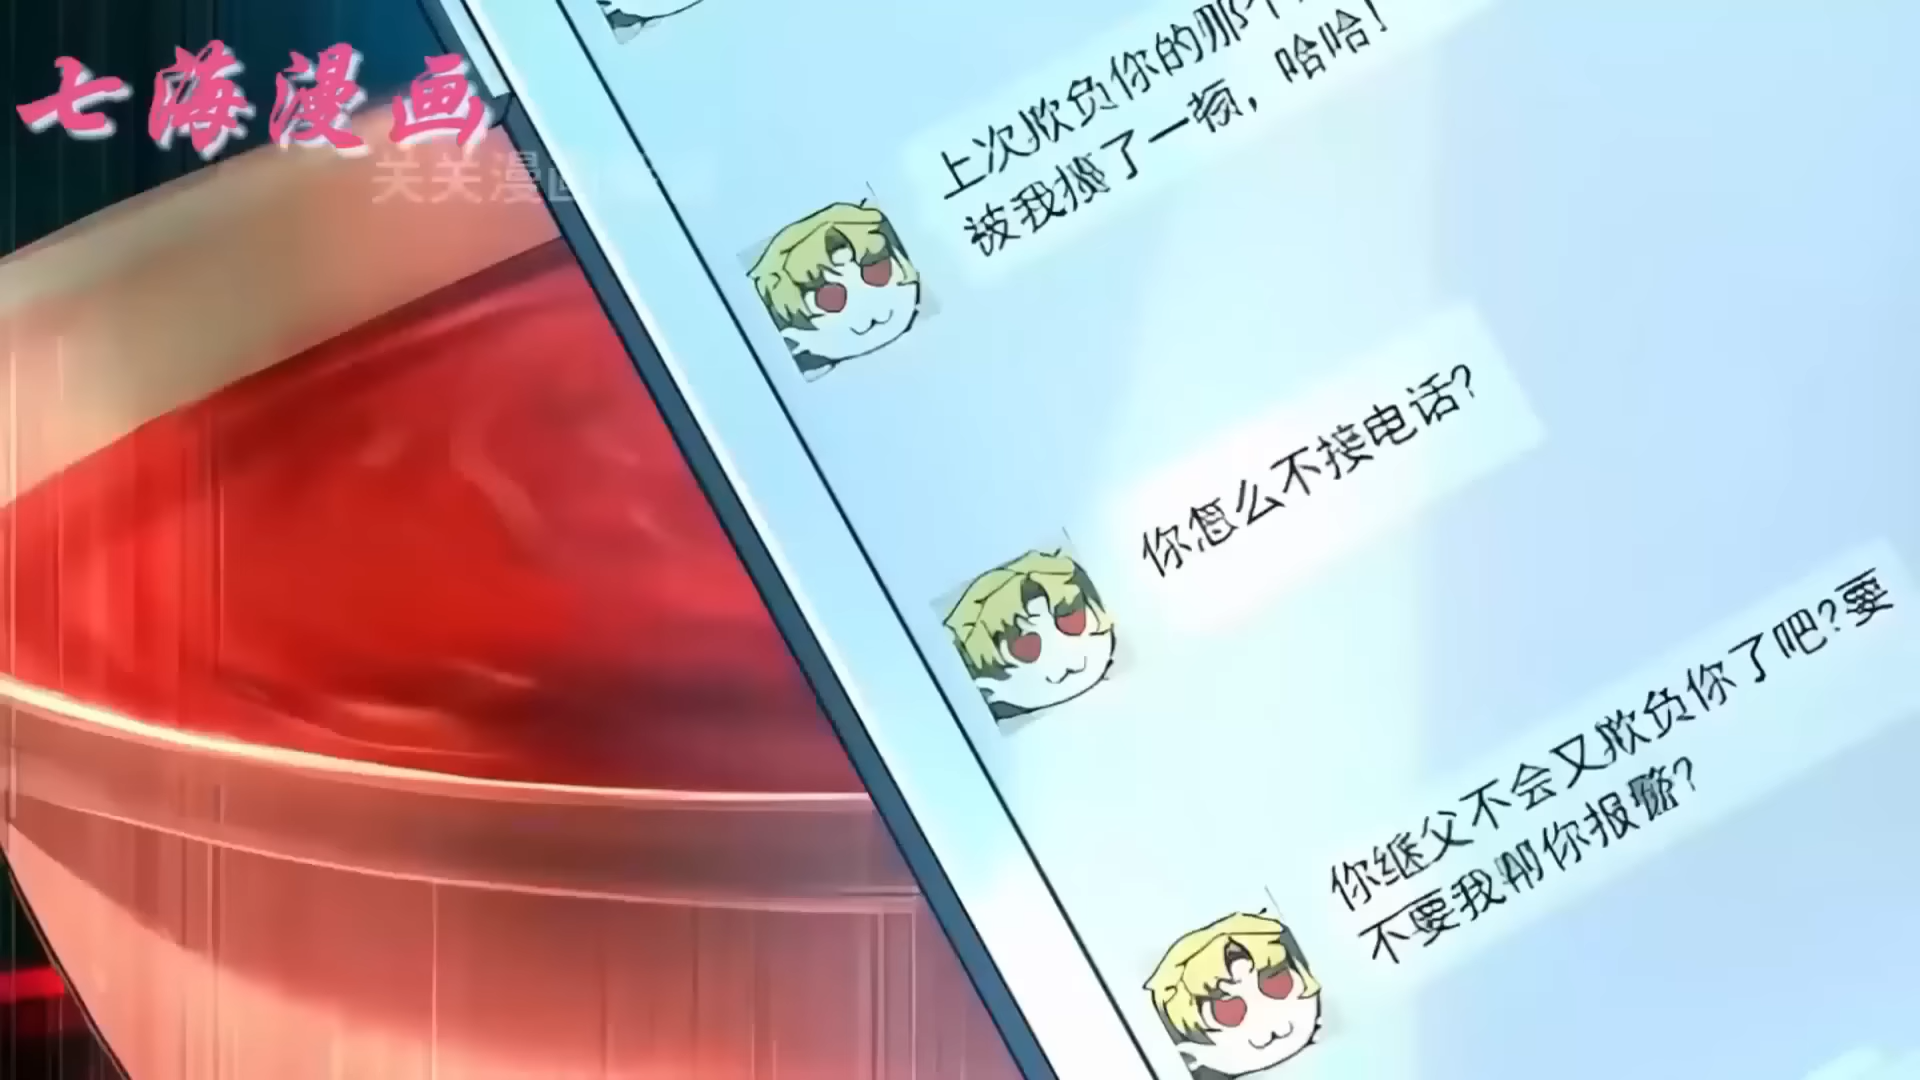 七海漫画
关关漫画
上次欺负你的那个
被我揍了一顿，哈哈！
你怎么不接电话？
你继父不会又欺负你了吧？要
不要我帮你报警？